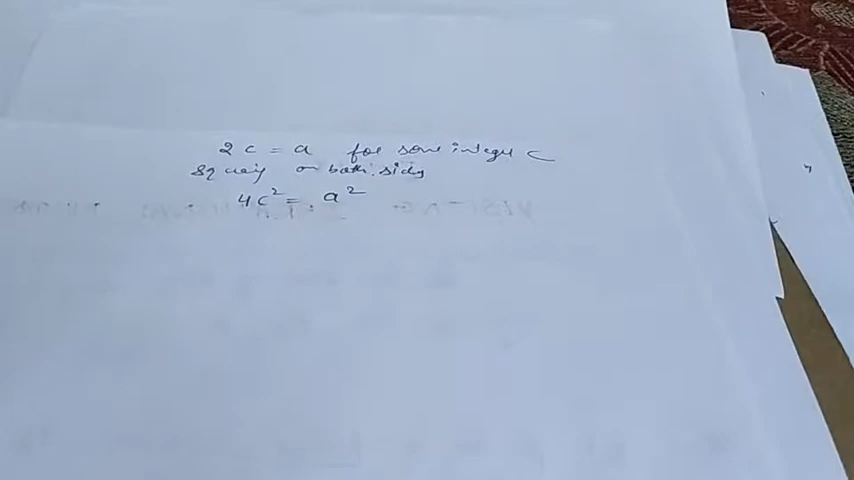 2c = a for some integer c
squaring on both sides
4c² = a²